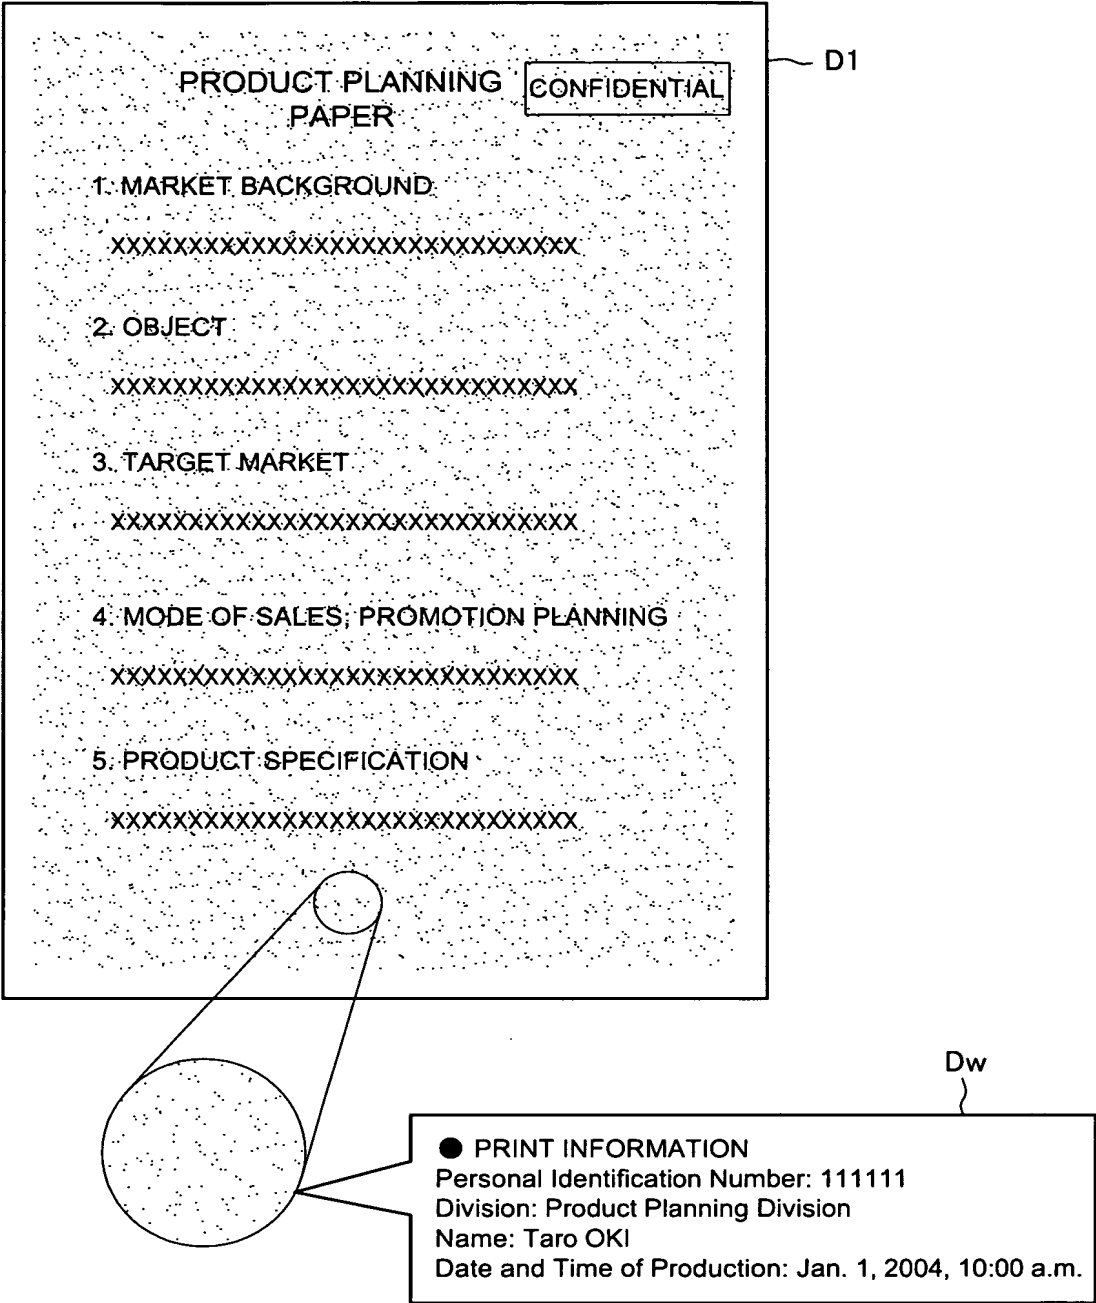 D1
PRODUCT PLANNING
PAPER
CONFIDENTIAL
1. MARKET BACKGROUND
XXXXXXXXXXXXXXXXXXXXXXXXXXXXXX
2. OBJECT
XXXXXXXXXXXXXXXXXXXXXXXXXXXXXX
3. TARGET MARKET
XXXXXXXXXXXXXXXXXXXXXXXXXXXXXX
4. MODE OF SALES, PROMOTION PLANNING
XXXXXXXXXXXXXXXXXXXXXXXXXXXXXX
5. PRODUCT SPECIFICATION
XXXXXXXXXXXXXXXXXXXXXXXXXXXXXX
Dw
● PRINT INFORMATION
Personal Identification Number: 111111
Division: Product Planning Division
Name: Taro OKI
Date and Time of Production: Jan. 1, 2004, 10:00 a.m.